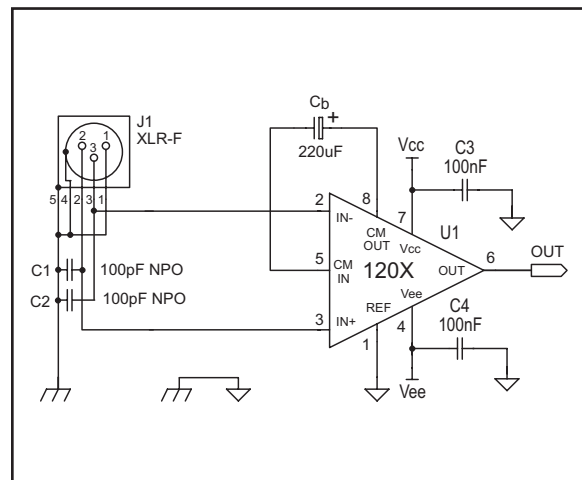 J1
XLR-F
2 1
3
5 4 2 3 1
C1 100pF NPO
C2 100pF NPO
Cb +
220uF
Vcc
C3
100nF
8
7
2 IN-
CM
OUT
Vcc
U1
5 CM
IN
120X
OUT 6 OUT
REF
Vee
3 IN+
1
4
C4
100nF
Vee